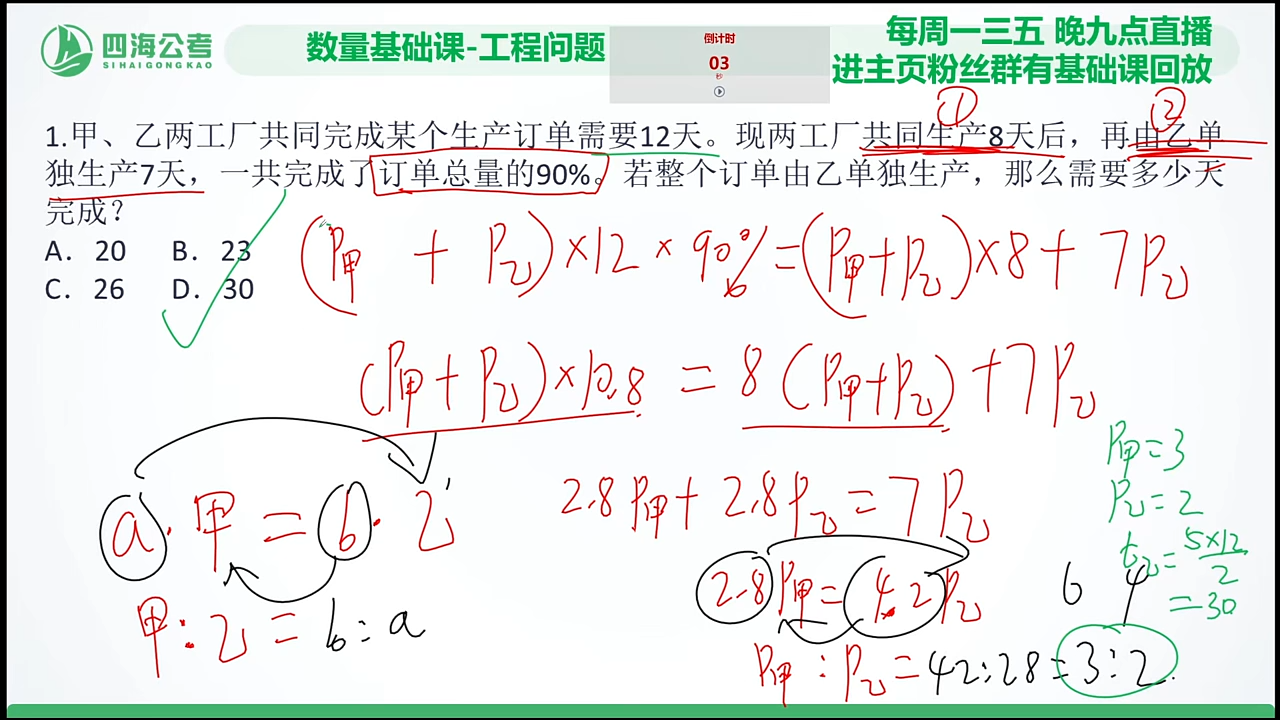 四海公考
SIHAIGONGKAO
数量基础课-工程问题
倒计时
03
秒
每周一三五 晚九点直播
进主页粉丝群有基础课回放
① ②
1.甲、乙两工厂共同完成某个生产订单需要12天。现两工厂共同生产8天后，再由乙单
独生产7天，一共完成了订单总量的90%。若整个订单由乙单独生产，那么需要多少天
完成？
A．20 B．23
C．26 D．30
(P甲 + P乙)×12×90%=(P甲+P乙)×8+7P乙
(P甲+P乙)×10.8 = 8(P甲+P乙)+7P乙
P甲=3
P乙=2
a·甲=b·乙
2.8P甲+2.8P乙=7P乙
t乙=5×12/2
=30
2.8P甲=4.2P乙
6 4
甲:乙=b:a
P甲:P乙=42:28=3:2